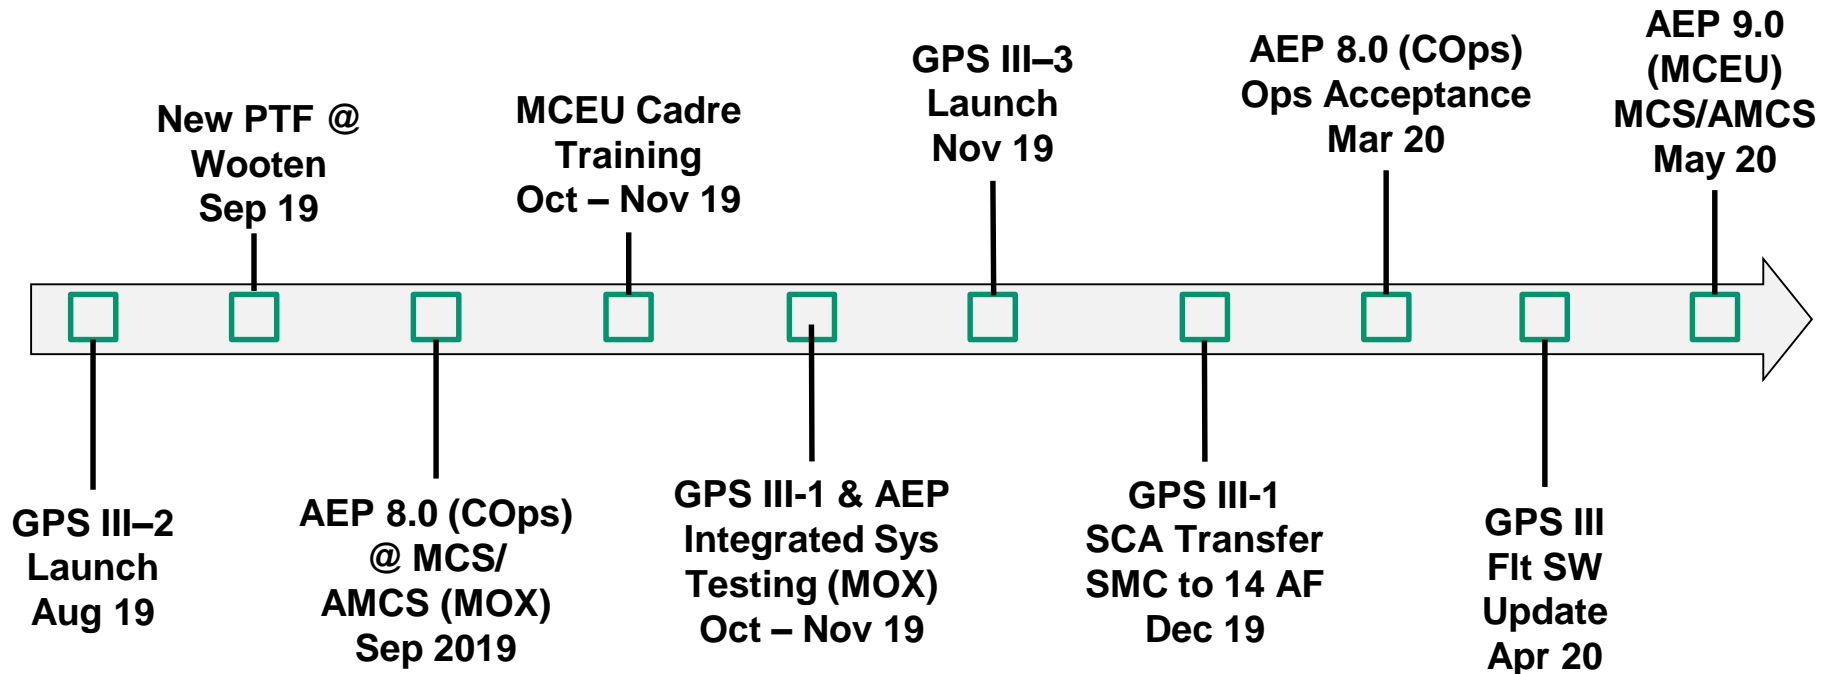 GPS III–2
Launch
Aug 19
New PTF @
Wooten
Sep 19
AEP 8.0 (COps)
@ MCS/
AMCS (MOX)
Sep 2019
MCEU Cadre
Training
Oct – Nov 19
GPS III-1 & AEP
Integrated Sys
Testing (MOX)
Oct – Nov 19
GPS III–3
Launch
Nov 19
GPS III-1
SCA Transfer
SMC to 14 AF
Dec 19
AEP 8.0 (COps)
Ops Acceptance
Mar 20
GPS III
Flt SW
Update
Apr 20
AEP 9.0
(MCEU)
MCS/AMCS
May 20